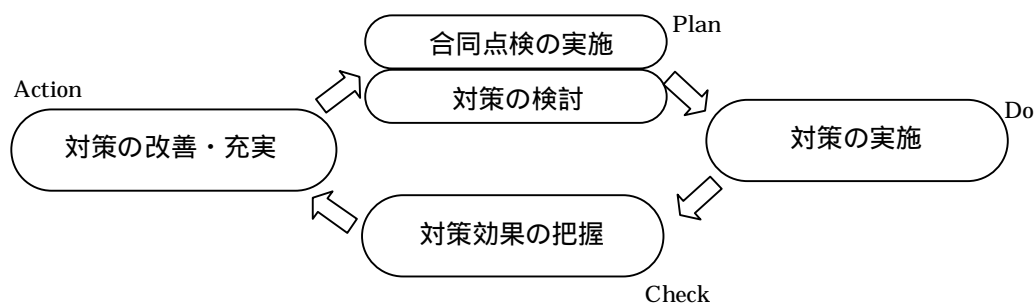 合同点検の実施
Plan
対策の検討
Action
対策の改善・充実
Do
対策の実施
対策効果の把握
Check